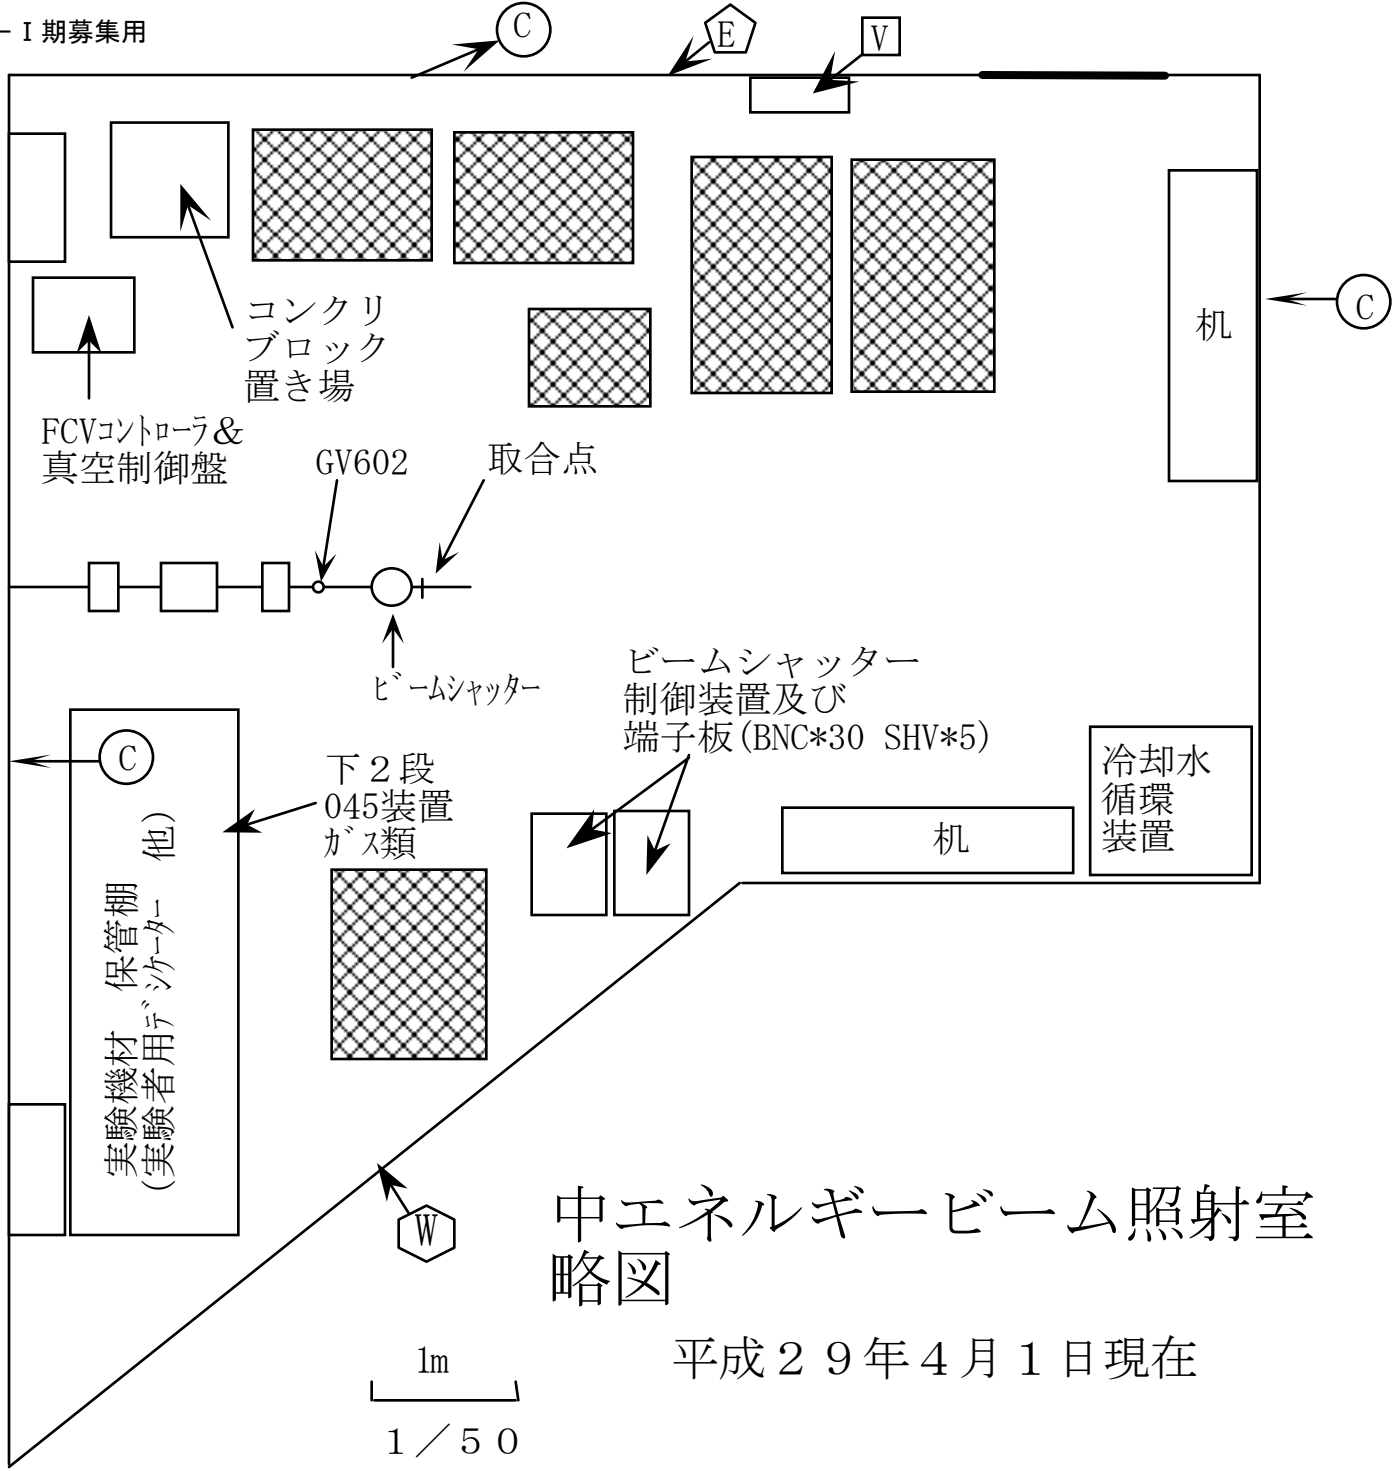 －Ⅰ期募集用
C
E
V
コンクリ
ブロック
置き場
机
C
FCVコントローラ&
真空制御盤
GV602
取合点
ビームシャッター
ビームシャッター
制御装置及び
端子板(BNC*30 SHV*5)
C
下２段
045装置
ガス類
冷却水
循環
装置
机
実験機材　保管棚
(実験者用デシケーター　他)
W
中エネルギービーム照射室
略図
平成２９年４月１日現在
1m
１／５０